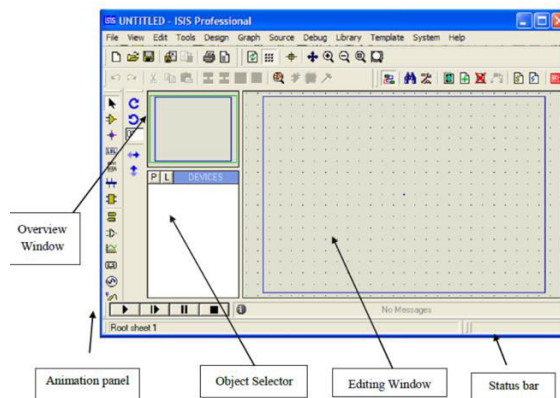 ISIS UNTITLED - ISIS Professional
File View Edit Tools Design Graph Source Debug Library Template System Help
P L DEVICES
No Messages
Root sheet 1
Overview
Window
Animation panel
Object Selector
Editing Window
Status bar